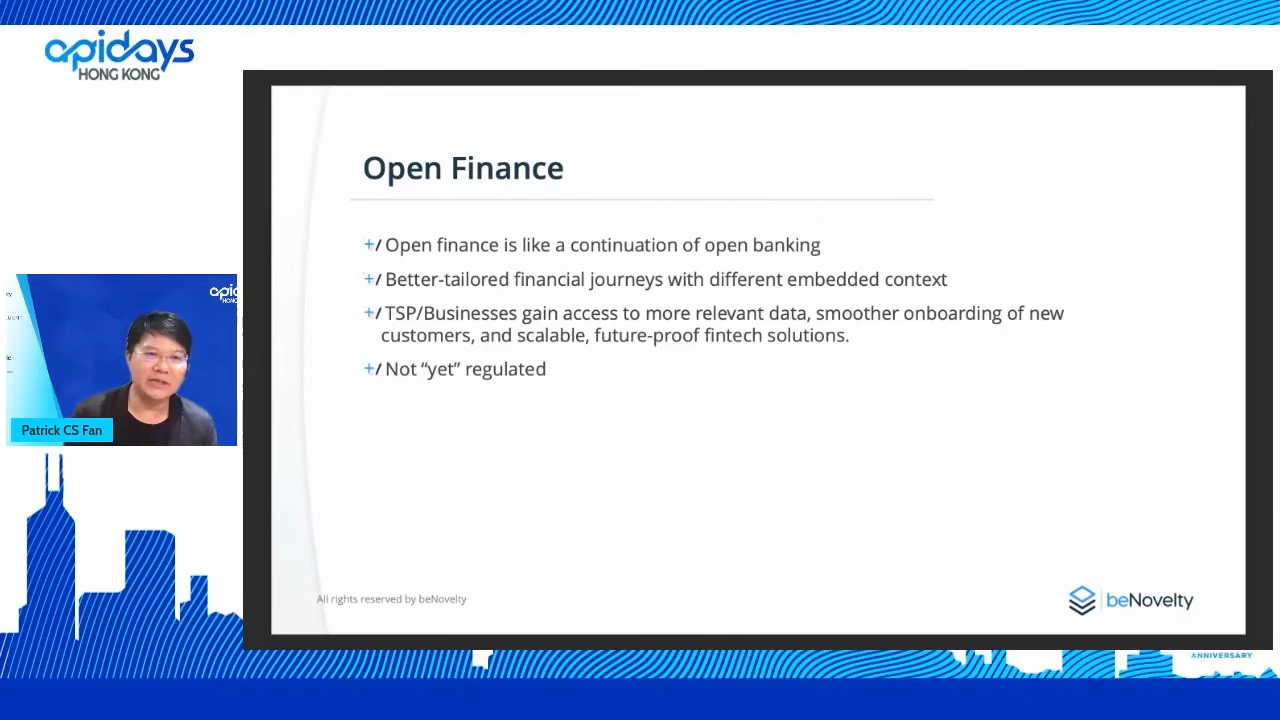 apidays
HONG KONG
Open Finance
+/ Open finance is like a continuation of open banking
+/ Better-tailored financial journeys with different embedded context
+/ TSP/Businesses gain access to more relevant data, smoother onboarding of new
customers, and scalable, future-proof fintech solutions.
+/ Not “yet” regulated
Patrick CS Fan
All rights reserved by beNovelty
beNovelty
ANNIVERSARY